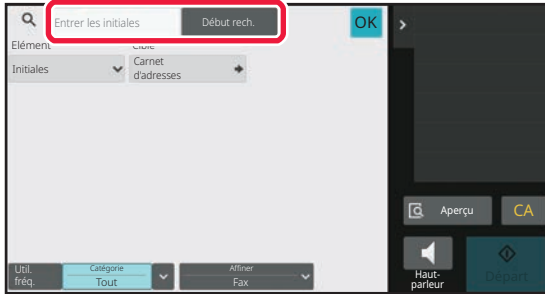 Entrer les initiales Début rech. OK
Elément Cible
Initiales Carnet d'adresses
Aperçu CA
Util. fréq. Catégorie Tout Affiner Fax
Haut-parleur Départ